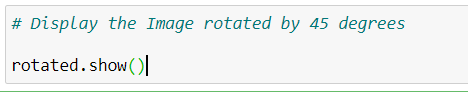 # Display the Image rotated by 45 degrees
rotated.show()